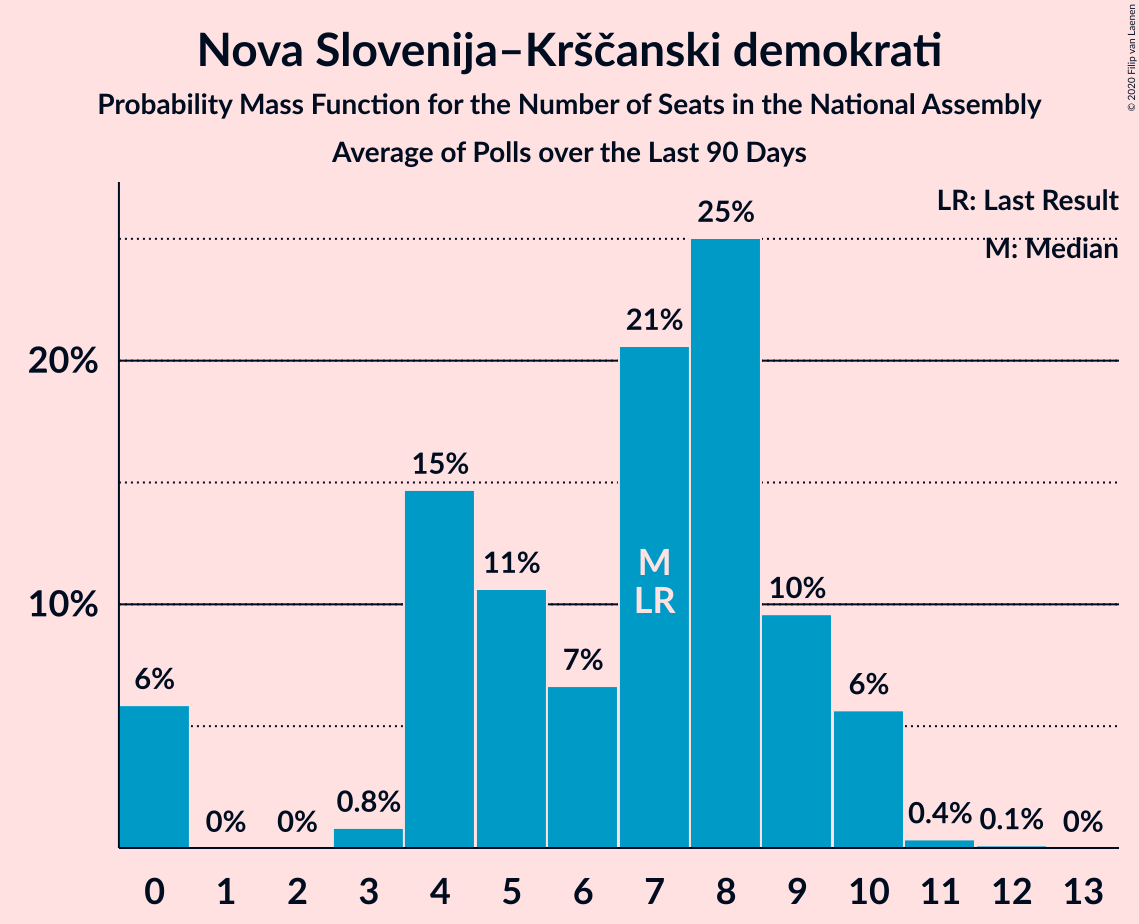 Nova Slovenija–Krščanski demokrati
Probability Mass Function for the Number of Seats in the National Assembly
Average of Polls over the Last 90 Days
© 2020 Filip van Laenen
LR: Last Result
M: Median
25%
21%
20%
15%
11%
10%
10%
7%
6%
6%
M
LR
0%
0%
0.8%
0.4%
0.1%
0%
0 1 2 3 4 5 6 7 8 9 10 11 12 13